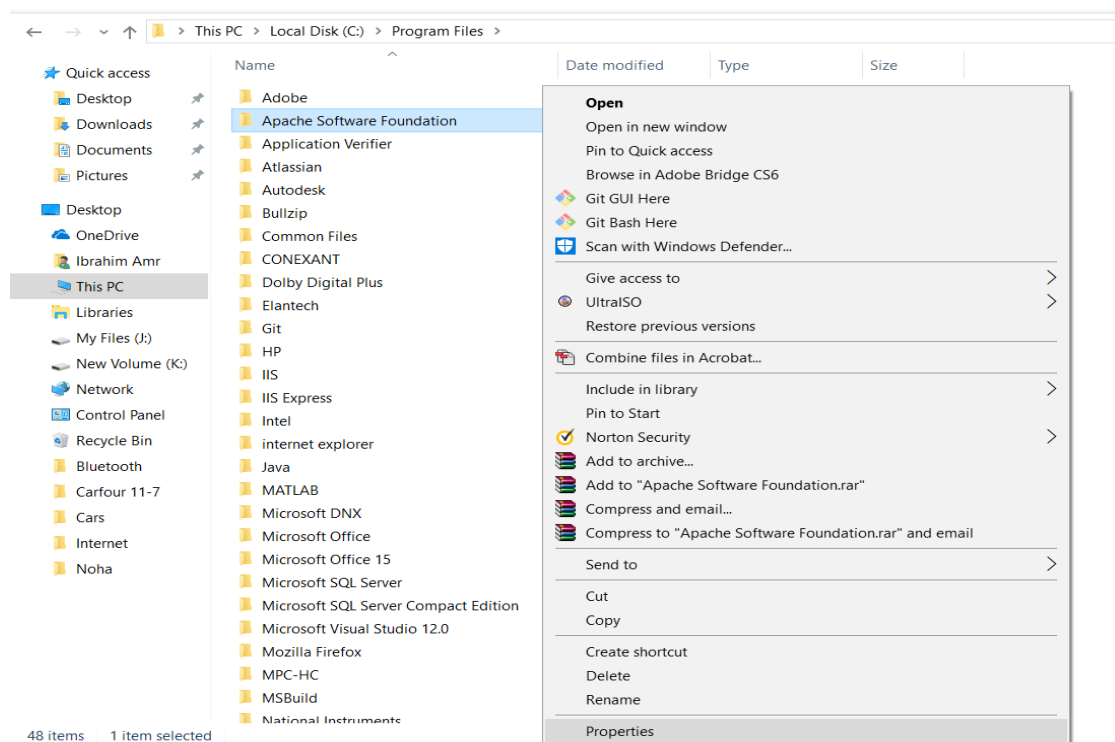 This PC > Local Disk (C:) > Program Files >
Name
Date modified
Type
Size
Quick access
Desktop
Downloads
Documents
Pictures
Desktop
OneDrive
Ibrahim Amr
This PC
Libraries
My Files (J:)
New Volume (K:)
Network
Control Panel
Recycle Bin
Bluetooth
Carfour 11-7
Cars
Internet
Noha
Adobe
Apache Software Foundation
Application Verifier
Atlassian
Autodesk
Bullzip
Common Files
CONEXANT
Dolby Digital Plus
Elantech
Git
HP
IIS
IIS Express
Intel
internet explorer
Java
MATLAB
Microsoft DNX
Microsoft Office
Microsoft Office 15
Microsoft SQL Server
Microsoft SQL Server Compact Edition
Microsoft Visual Studio 12.0
Mozilla Firefox
MPC-HC
MSBuild
National Instruments
Open
Open in new window
Pin to Quick access
Browse in Adobe Bridge CS6
Git GUI Here
Git Bash Here
Scan with Windows Defender...
Give access to
UltraISO
Restore previous versions
Combine files in Acrobat...
Include in library
Pin to Start
Norton Security
Add to archive...
Add to "Apache Software Foundation.rar"
Compress and email...
Compress to "Apache Software Foundation.rar" and email
Send to
Cut
Copy
Create shortcut
Delete
Rename
Properties
48 items
1 item selected